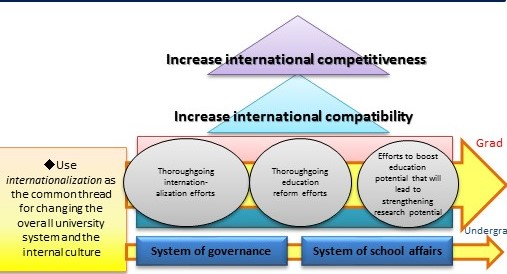 Increase international competitiveness
Increase international compatibility
Grad
◆Use
internationalization as
the common thread
for changing the
overall university
system and the
internal culture
Thoroughgoing
internation-
alization efforts
Thoroughgoing
education
reform efforts
Efforts to boost
education
potential that will
lead to
strengthening
research potential
Undergra
System of governance
System of school affairs